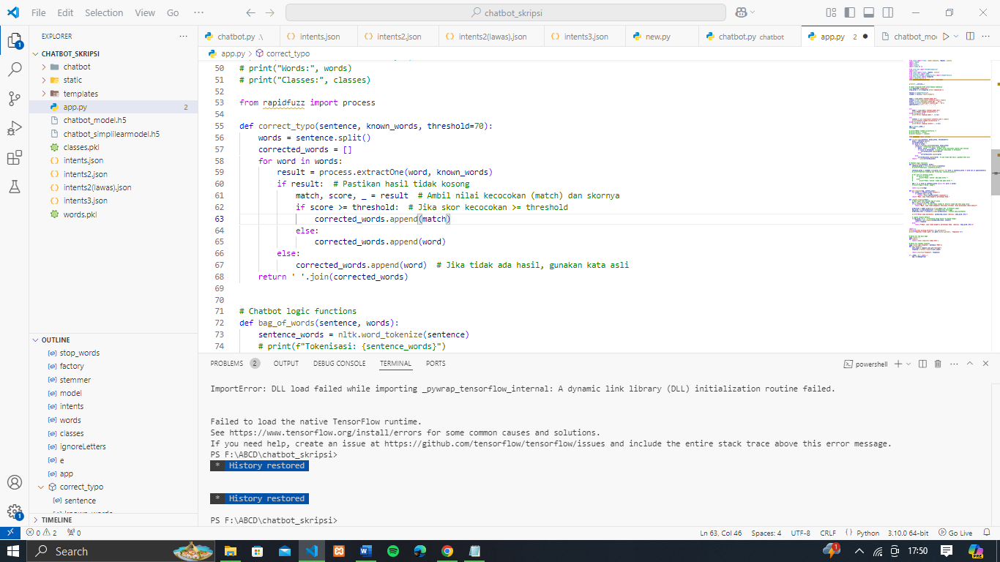 File Edit Selection View Go ··· chatbot_skripsi
EXPLORER ···
CHATBOT_SKRIPSI
chatbot
static
templates
app.py 2
chatbot_model.h5
chatbot_simplilearmodel.h5
classes.pkl
intents.json
intents2.json
intents2(lawas).json
intents3.json
words.pkl
OUTLINE
stop_words
factory
stemmer
model
intents
words
classes
ignoreLetters
e
app
correct_typo
sentence
TIMELINE
chatbot.py .\ intents.json intents2.json intents2(lawas).json intents3.json new.py chatbot.py chatbot app.py 2 chatbot_mo
app.py > correct_typo
50 # print("Words:", words)
51 # print("Classes:", classes)
52
53 from rapidfuzz import process
54
55 def correct_typo(sentence, known_words, threshold=70):
56 words = sentence.split()
57 corrected_words = []
58 for word in words:
59 result = process.extractOne(word, known_words)
60 if result: # Pastikan hasil tidak kosong
61 match, score, _ = result # Ambil nilai kecocokan (match) dan skornya
62 if score >= threshold: # Jika skor kecocokan >= threshold
63 corrected_words.append(match)
64 else:
65 corrected_words.append(word)
66 else:
67 corrected_words.append(word) # Jika tidak ada hasil, gunakan kata asli
68 return ' '.join(corrected_words)
69
70
71 # Chatbot logic functions
72 def bag_of_words(sentence, words):
73 sentence_words = nltk.word_tokenize(sentence)
74 # print(f"Tokenisasi: {sentence_words}")
PROBLEMS 2 OUTPUT DEBUG CONSOLE TERMINAL PORTS powershell
ImportError: DLL load failed while importing _pywrap_tensorflow_internal: A dynamic link library (DLL) initialization routine failed.
Failed to load the native TensorFlow runtime.
See https://www.tensorflow.org/install/errors for some common causes and solutions.
If you need help, create an issue at https://github.com/tensorflow/tensorflow/issues and include the entire stack trace above this error message.
PS F:\ABCD\chatbot_skripsi>
* History restored
* History restored
PS F:\ABCD\chatbot_skripsi>
0 2 0 Ln 63, Col 46 Spaces: 4 UTF-8 CRLF { } Python 3.10.0 64-bit Go Live
Search 17:50